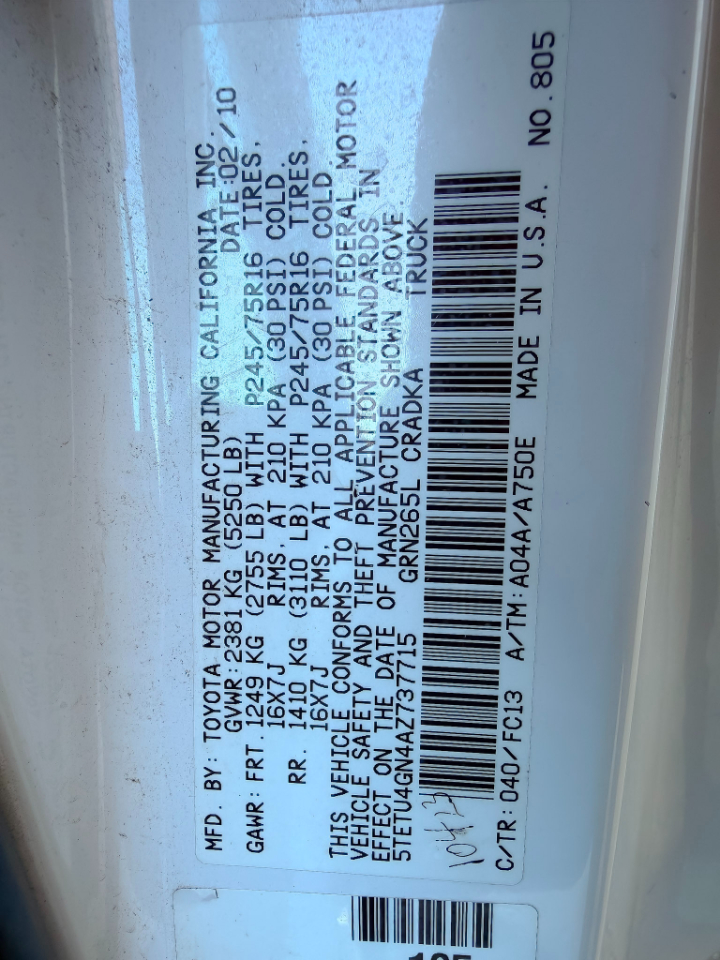 MFD. BY: TOYOTA MOTOR MANUFACTURING CALIFORNIA INC.
GVWR: 2381 KG (5250 LB) DATE: 02 / 10
GAWR: FRT. 1249 KG (2755 LB) WITH P245/75R16 TIRES,
16X7J RIMS, AT 210 KPA (30 PSI) COLD.
RR. 1410 KG (3110 LB) WITH P245/75R16 TIRES,
16X7J RIMS, AT 210 KPA (30 PSI) COLD.
THIS VEHICLE CONFORMS TO ALL APPLICABLE FEDERAL MOTOR
VEHICLE SAFETY AND THEFT PREVENTION STANDARDS IN
EFFECT ON THE DATE OF MANUFACTURE SHOWN ABOVE.
5TETU4GN4AZ737715 GRN265L CRADKA TRUCK
C/TR: 040/FC13 A/TM: A04A/A750E MADE IN U.S.A. NO. 805